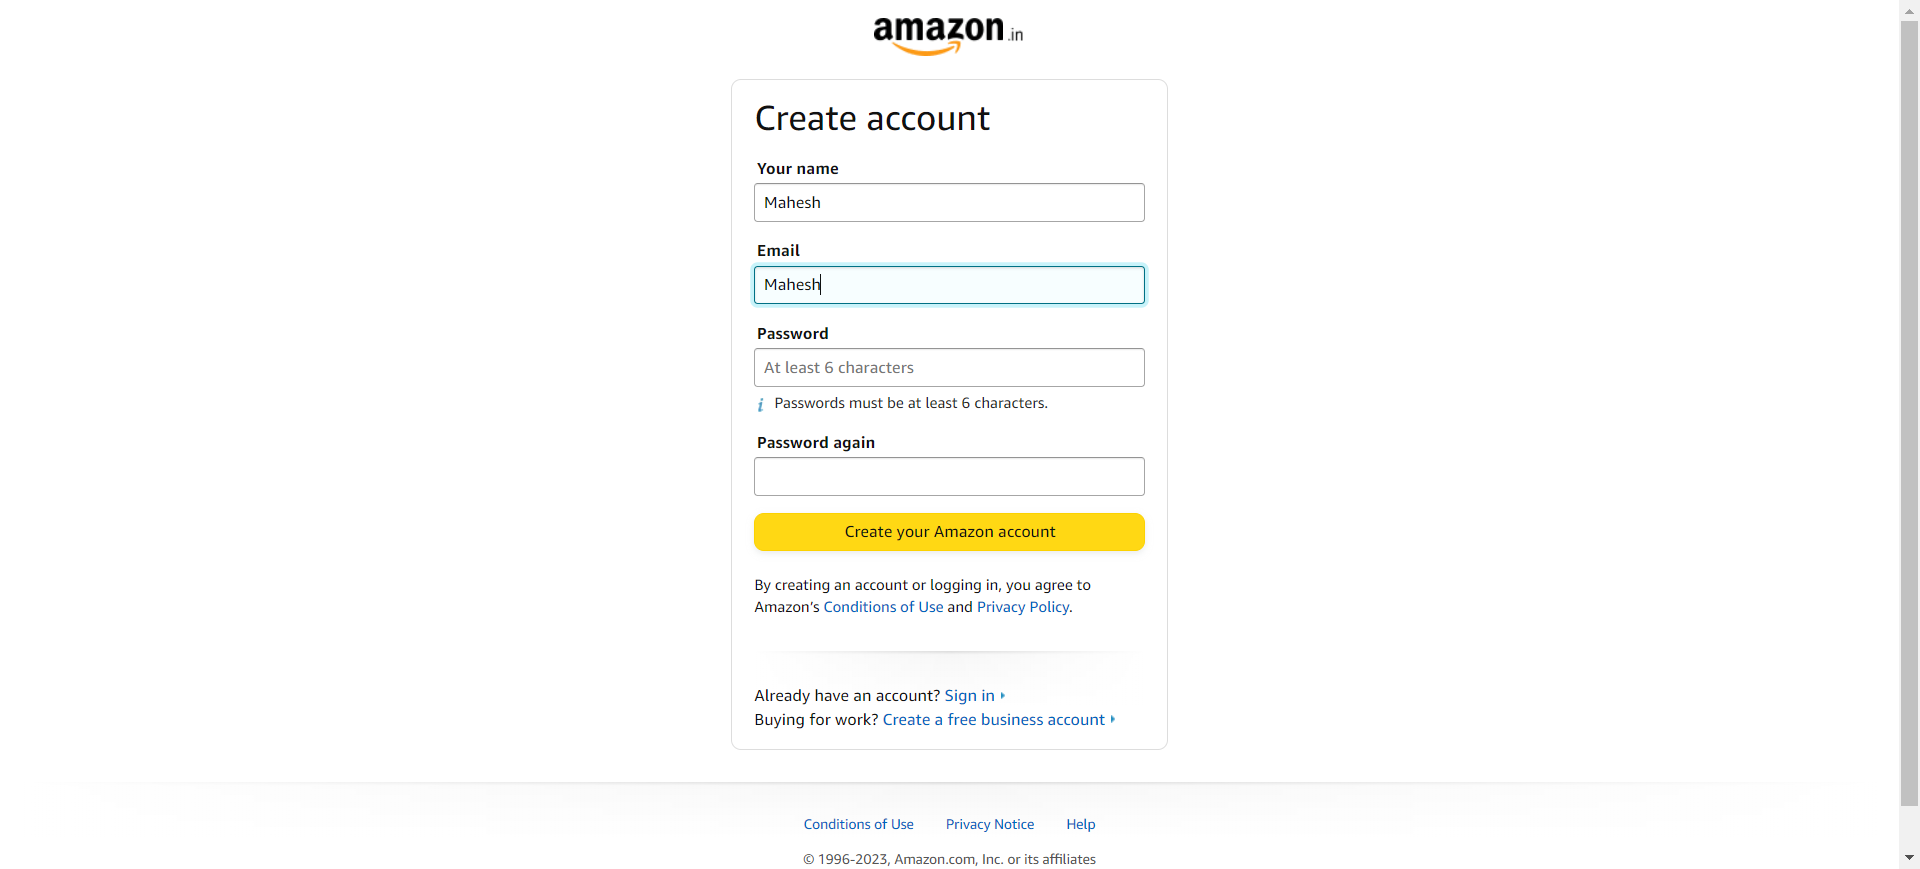 amazon.in
Create account
Your name
Mahesh
Email
Mahesh
Password
At least 6 characters
i Passwords must be at least 6 characters.
Password again
Create your Amazon account
By creating an account or logging in, you agree to
Amazon’s Conditions of Use and Privacy Policy.
Already have an account? Sign in
Buying for work? Create a free business account
Conditions of Use Privacy Notice Help
© 1996-2023, Amazon.com, Inc. or its affiliates